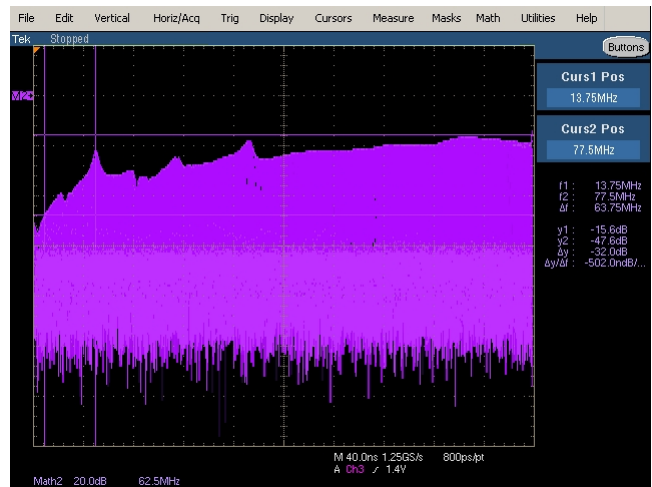 File Edit Vertical Horiz/Acq Trig Display Cursors Measure Masks Math Utilities Help
Tek Stopped
Buttons
M2
Curs1 Pos
13.75MHz
Curs2 Pos
77.5MHz
f1 : 13.75MHz
f2 : 77.5MHz
Δf : 63.75MHz
y1 : -15.6dB
y2 : -47.6dB
Δy : -32.0dB
Δy/Δf : -502.0ndB/...
M 40.0ns 1.25GS/s 800ps/pt
A Ch3 ∕ 1.4V
Math2 20.0dB 62.5MHz